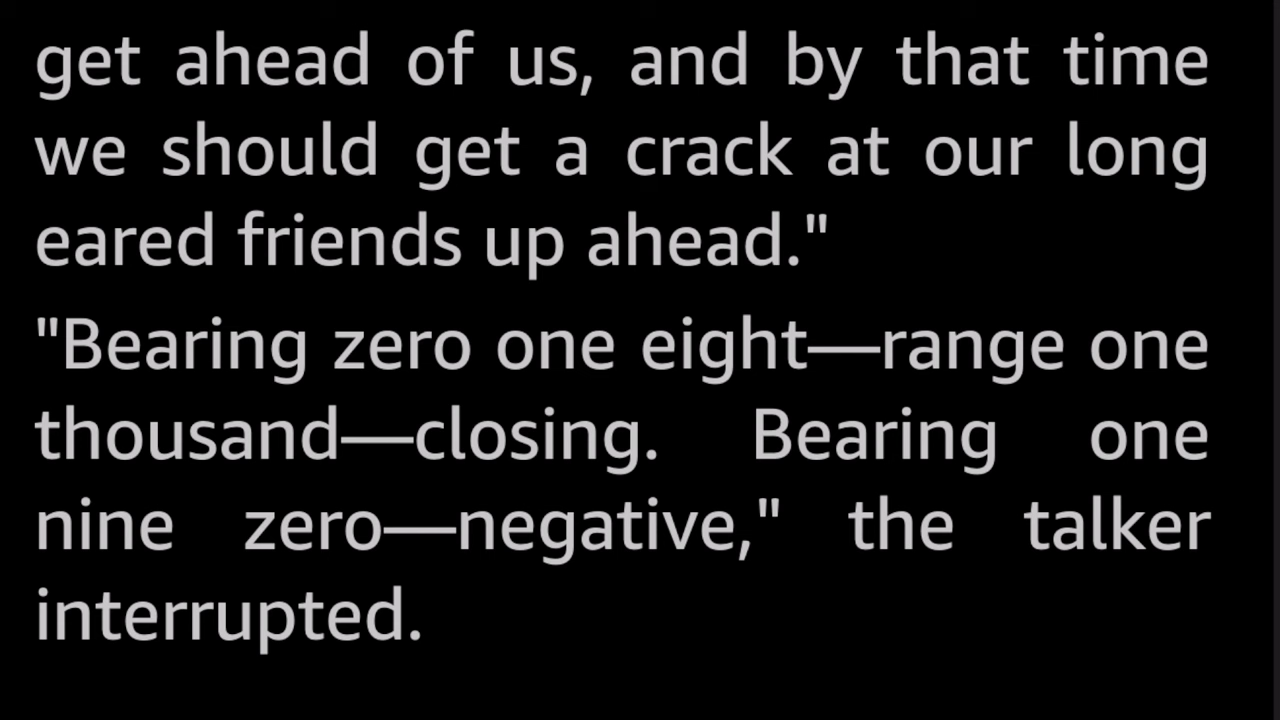 get ahead of us, and by that time
we should get a crack at our long
eared friends up ahead."
"Bearing zero one eight—range one
thousand—closing. Bearing one
nine zero—negative," the talker
interrupted.